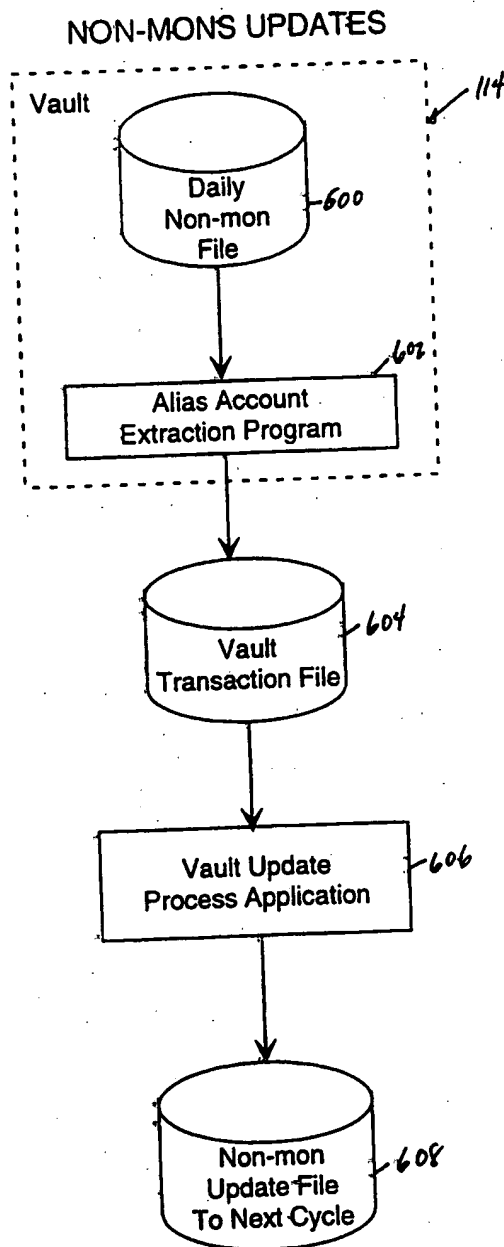 NON-MONS UPDATES
114
Vault
Daily
Non-mon
File
600
602
Alias Account
Extraction Program
604
Vault
Transaction File
606
Vault Update
Process Application
608
Non-mon
Update File
To Next Cycle